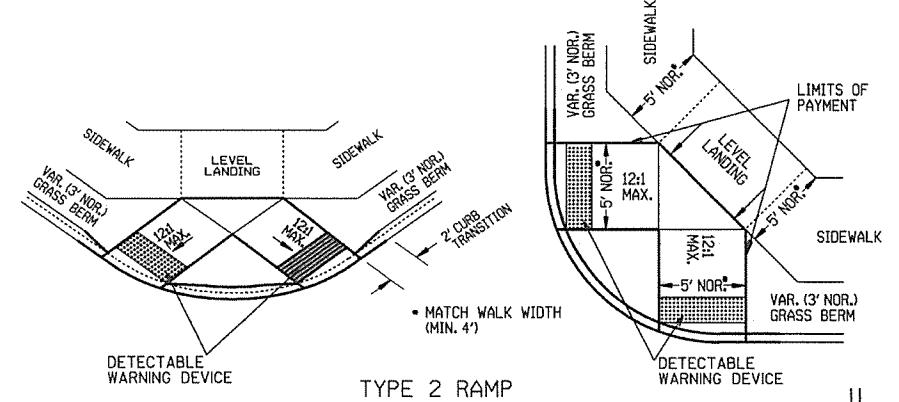 SIDEWALK
LEVEL
LANDING
SIDEWALK
VAR. (3' NOR.)
GRASS BERM
12:1
MAX.
12:1
MAX.
VAR. (3' NOR.)
GRASS BERM
2' CURB
TRANSITION
* MATCH WALK WIDTH
(MIN. 4')
DETECTABLE
WARNING DEVICE
TYPE 2 RAMP
VAR. (3' NOR.)
GRASS BERM
SIDEWALK
5' NOR.*
LIMITS OF
PAYMENT
LEVEL
LANDING
5' NOR.*
12:1
MAX.
5' NOR.*
SIDEWALK
12:1
MAX.
5' NOR.*
VAR. (3' NOR.)
GRASS BERM
DETECTABLE
WARNING DEVICE